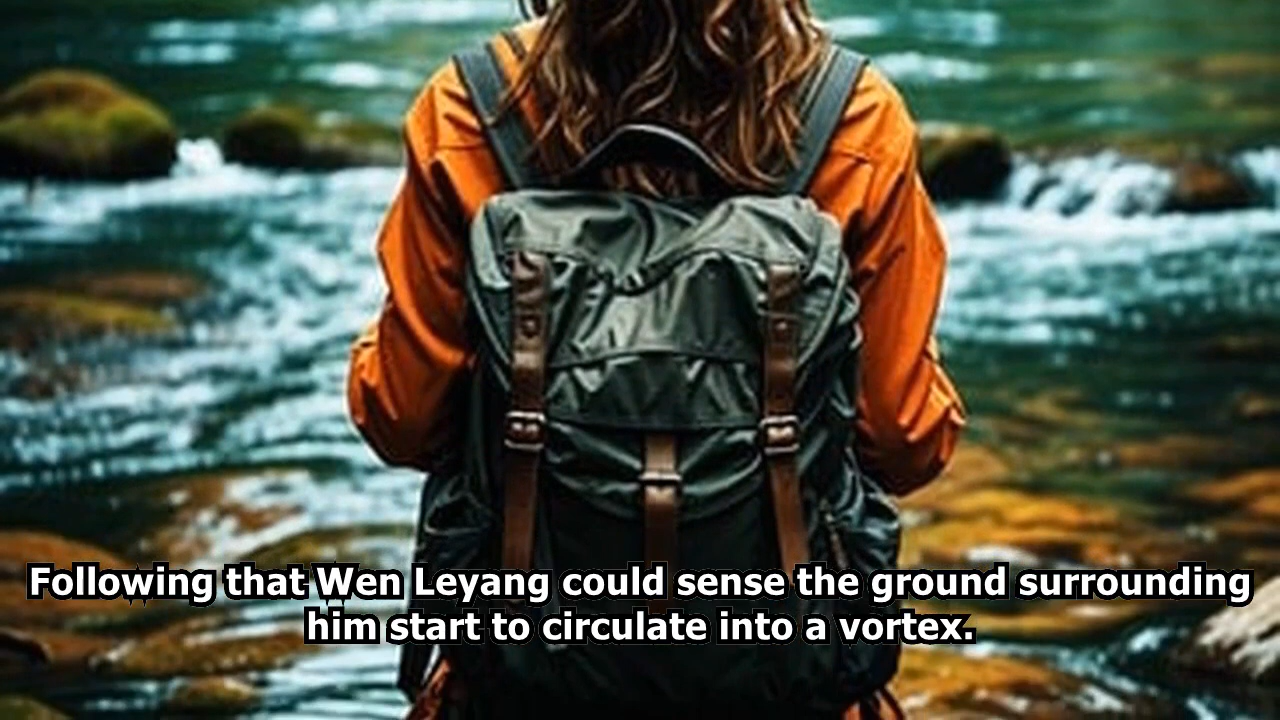 Following that Wen Leyang could sense the ground surrounding
him start to circulate into a vortex.